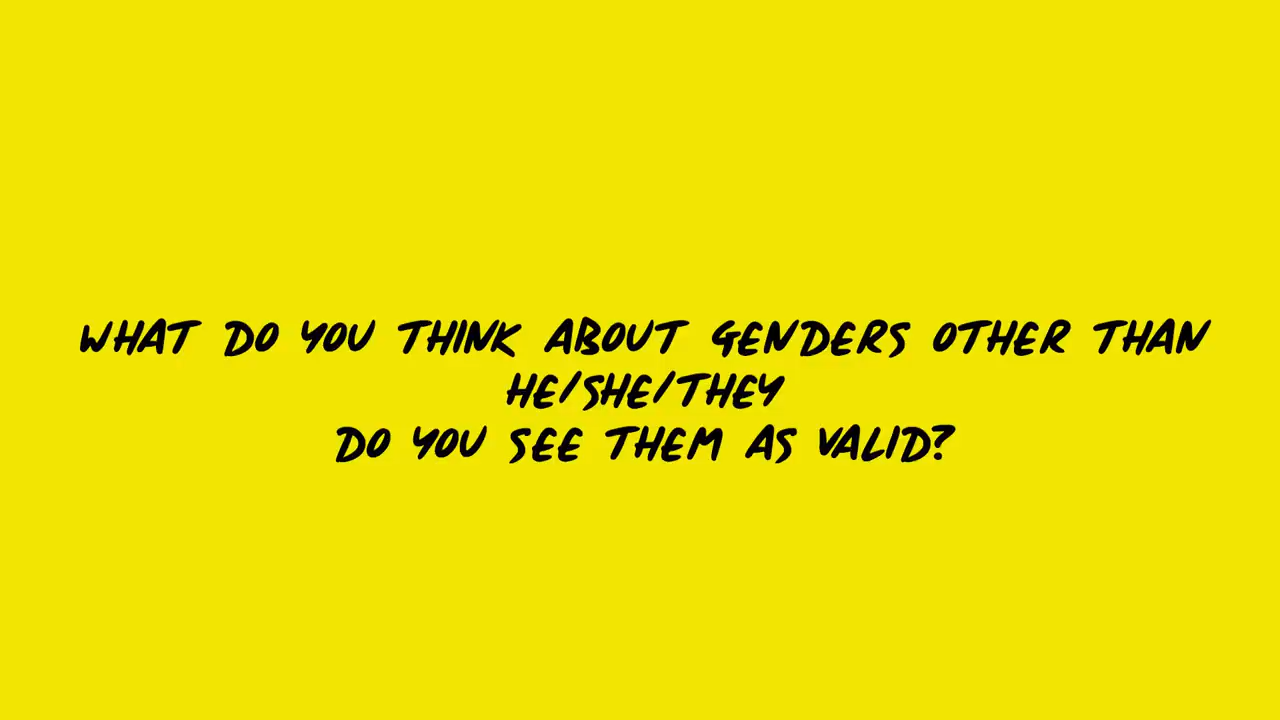 WHAT DO YOU THINK ABOUT GENDERS OTHER THAN
HE/SHE/THEY
DO YOU SEE THEM AS VALID?